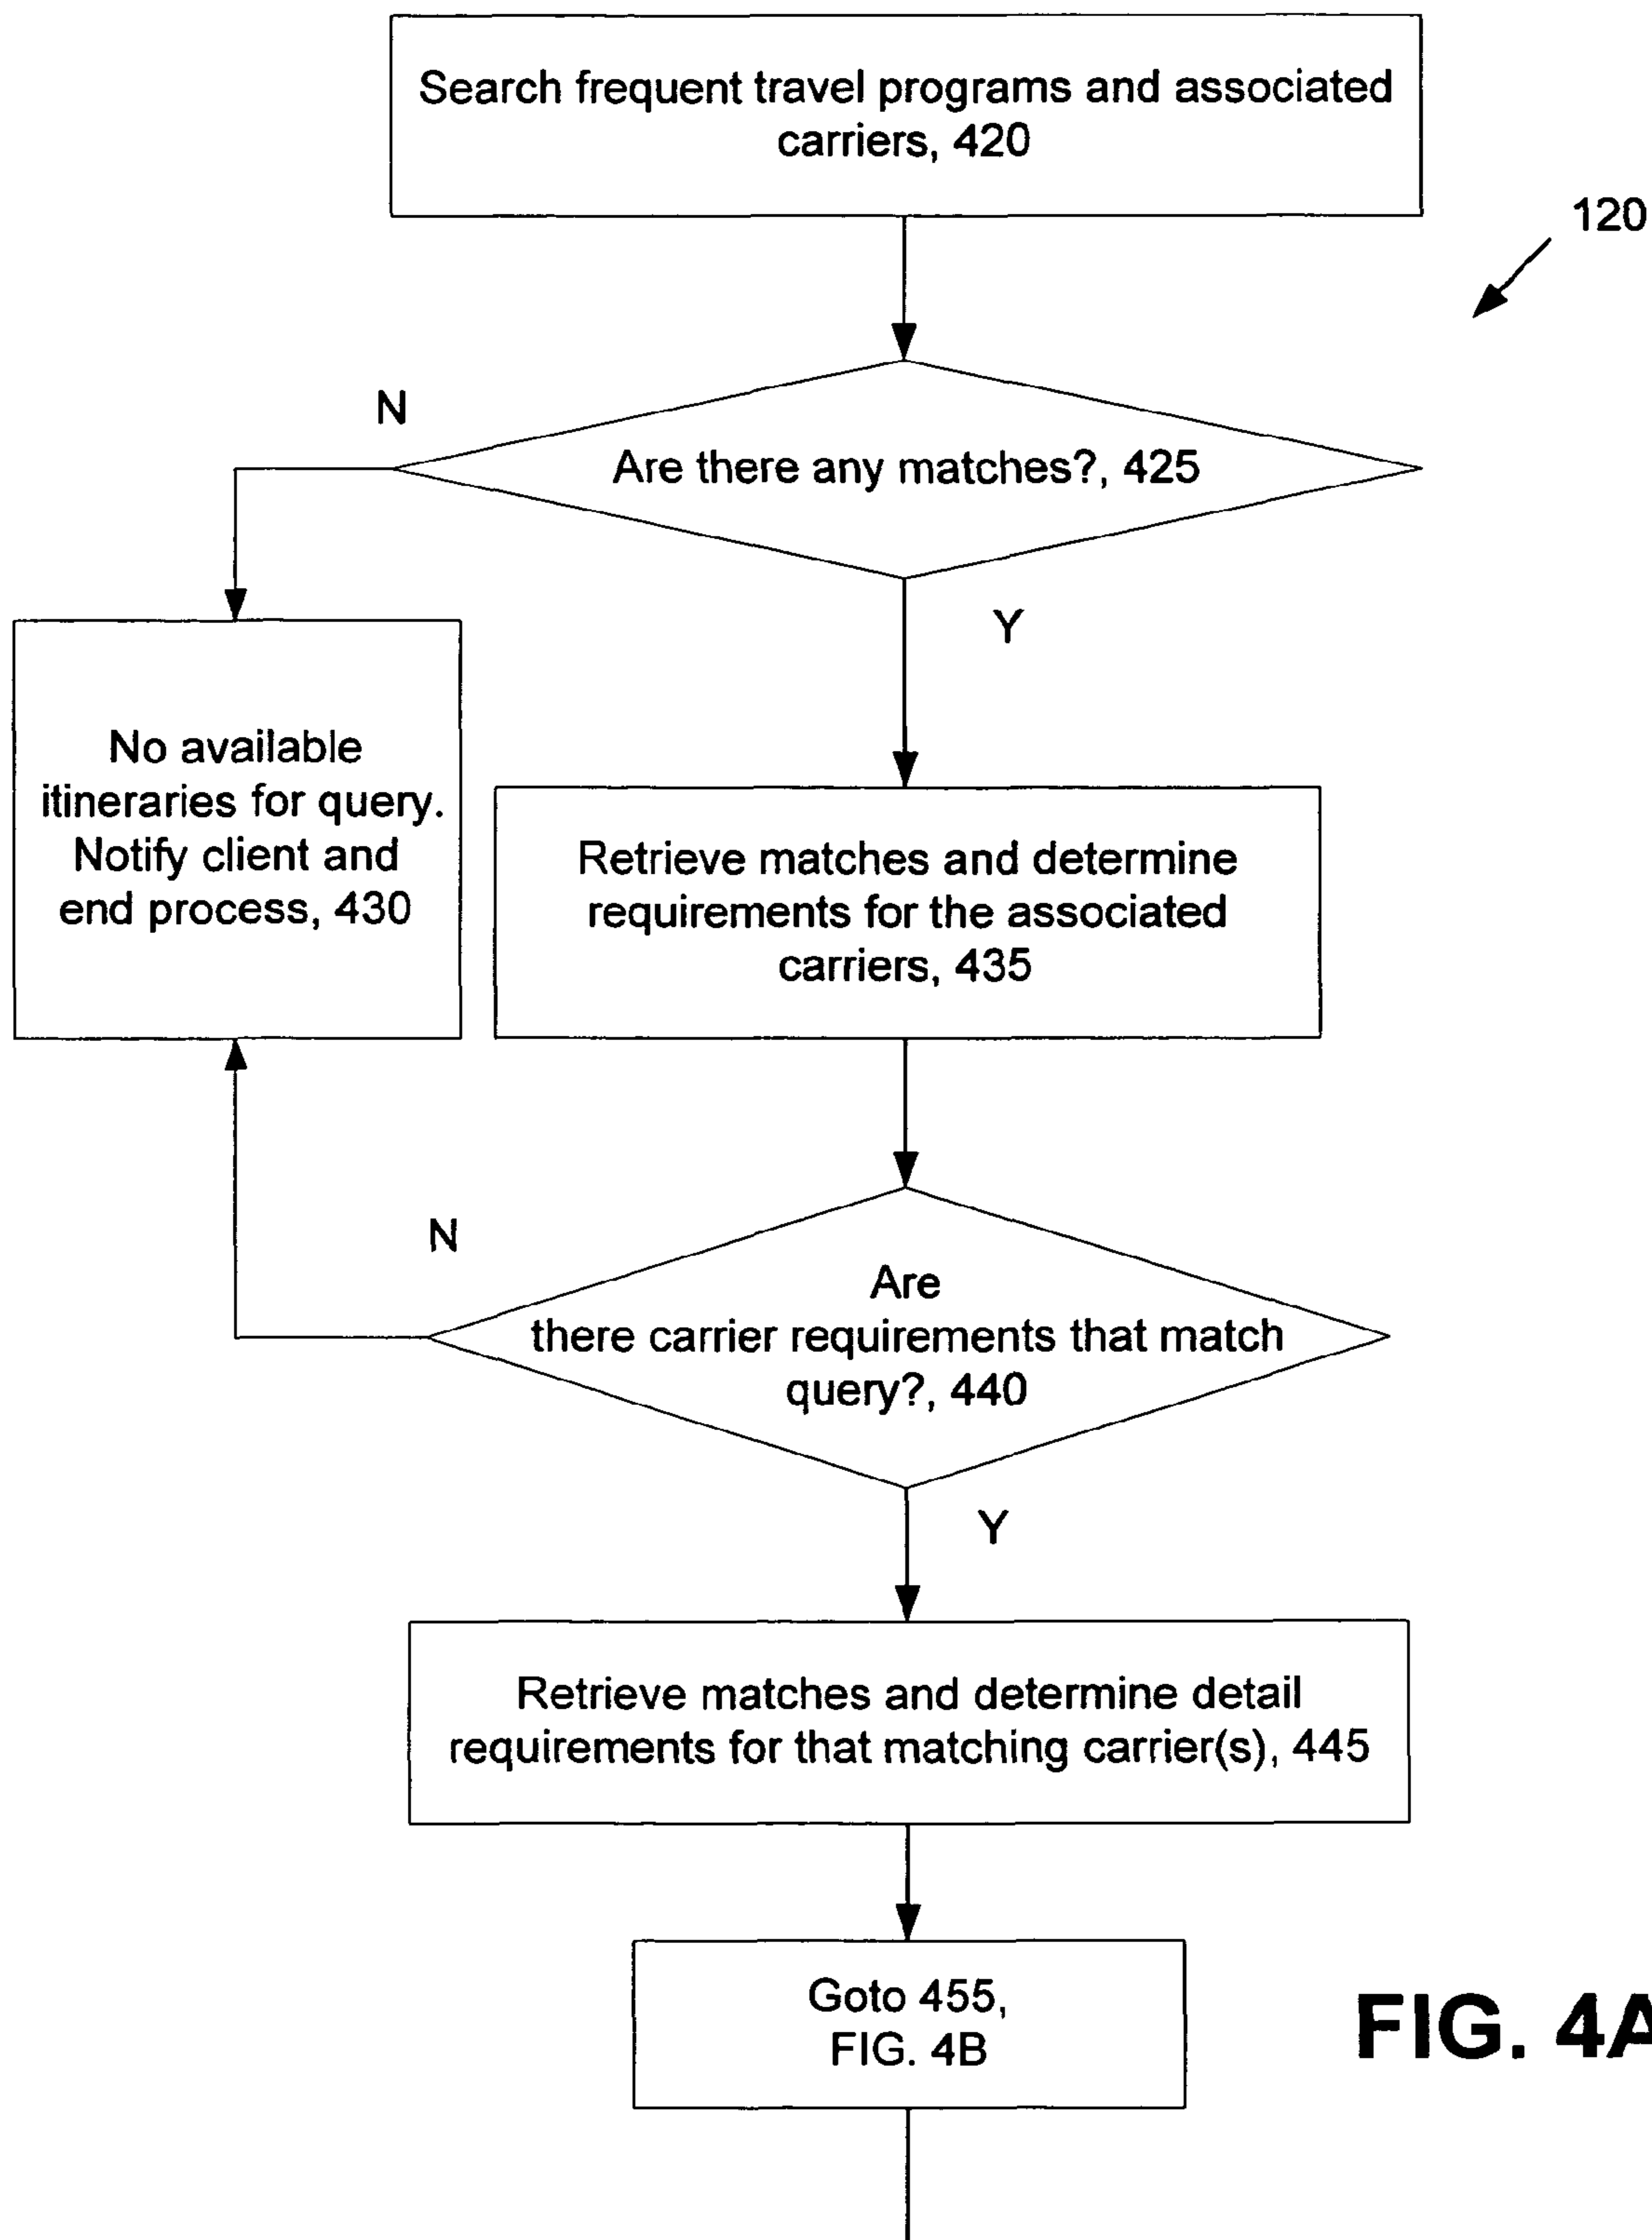 Search frequent travel programs and associated
carriers, 420
120
N
Are there any matches?, 425
Y
No available
itineraries for query.
Notify client and
end process, 430
Retrieve matches and determine
requirements for the associated
carriers, 435
N
Are
there carrier requirements that match
query?, 440
Y
Retrieve matches and determine detail
requirements for that matching carrier(s), 445
Goto 455,
FIG. 4B
FIG. 4A